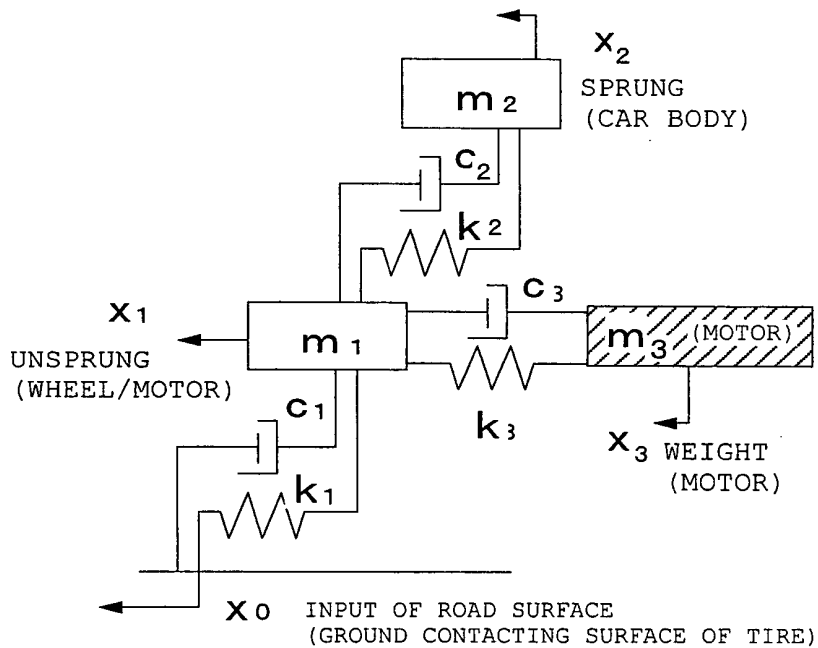 x2
m2
SPRUNG
(CAR BODY)
c2
k2
x1
m1
c3
m3 (MOTOR)
UNSPRUNG
(WHEEL/MOTOR)
c1
k3
x3 WEIGHT
(MOTOR)
k1
x0 INPUT OF ROAD SURFACE
(GROUND CONTACTING SURFACE OF TIRE)